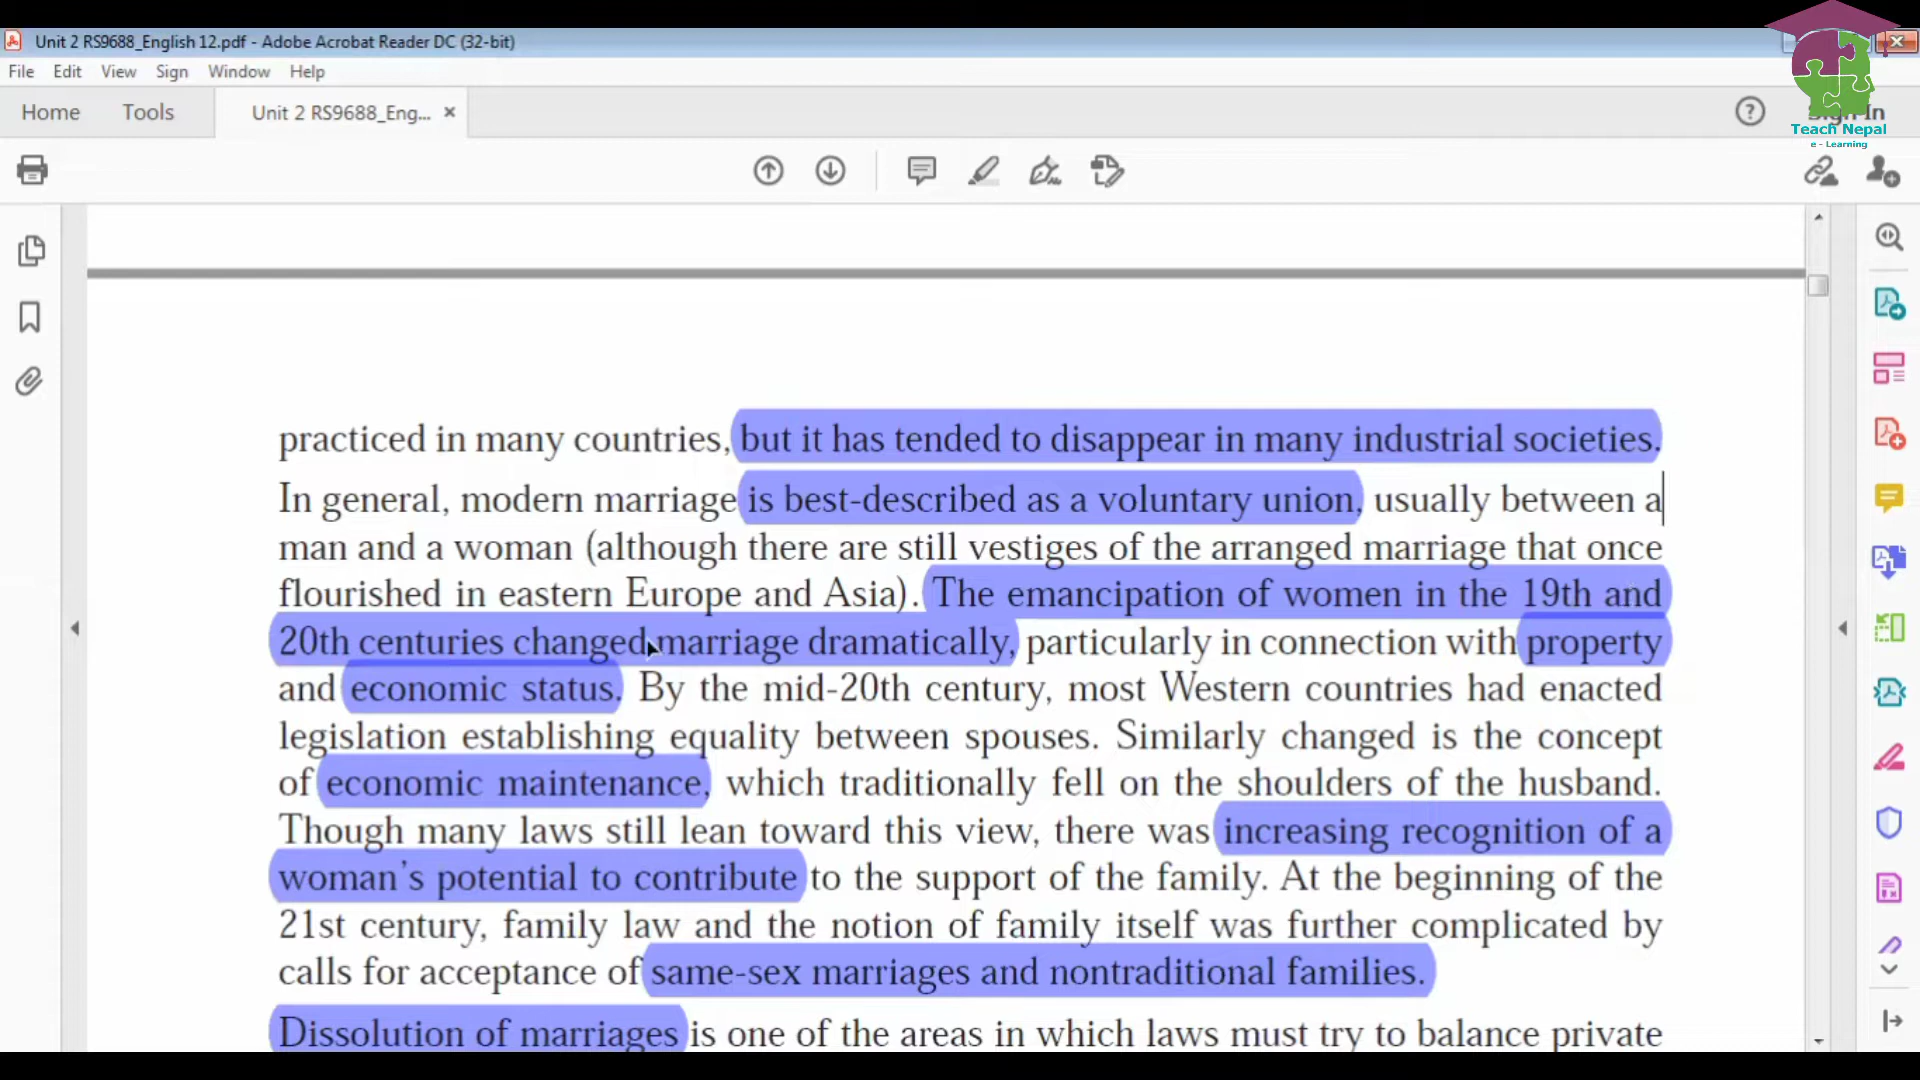 Unit 2 RS9688_English 12.pdf - Adobe Acrobat Reader DC (32-bit)
File Edit View Sign Window Help
Home Tools Unit 2 RS9688_Eng... ×
Sign In
Teach Nepal
e - Learning
practiced in many countries, but it has tended to disappear in many industrial societies.
In general, modern marriage is best-described as a voluntary union, usually between a
man and a woman (although there are still vestiges of the arranged marriage that once
flourished in eastern Europe and Asia). The emancipation of women in the 19th and
20th centuries changed marriage dramatically, particularly in connection with property
and economic status. By the mid-20th century, most Western countries had enacted
legislation establishing equality between spouses. Similarly changed is the concept
of economic maintenance, which traditionally fell on the shoulders of the husband.
Though many laws still lean toward this view, there was increasing recognition of a
woman's potential to contribute to the support of the family. At the beginning of the
21st century, family law and the notion of family itself was further complicated by
calls for acceptance of same-sex marriages and nontraditional families.
Dissolution of marriages is one of the areas in which laws must try to balance private